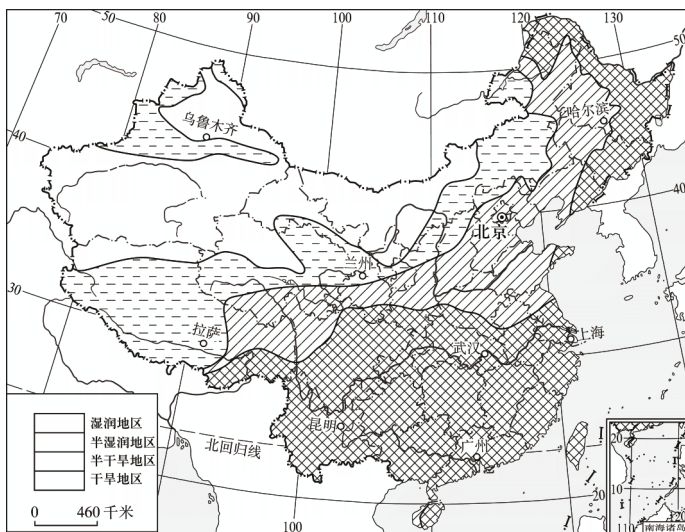 70
80
90
100
110
120
130
50
50
40
40
30
乌鲁木齐
哈尔滨
北京
兰州
拉萨
上海
武汉
昆明
广州
北回归线
湿润地区
半湿润地区
半干旱地区
干旱地区
0 460千米
100
20
20
10
110
120
南海诸岛